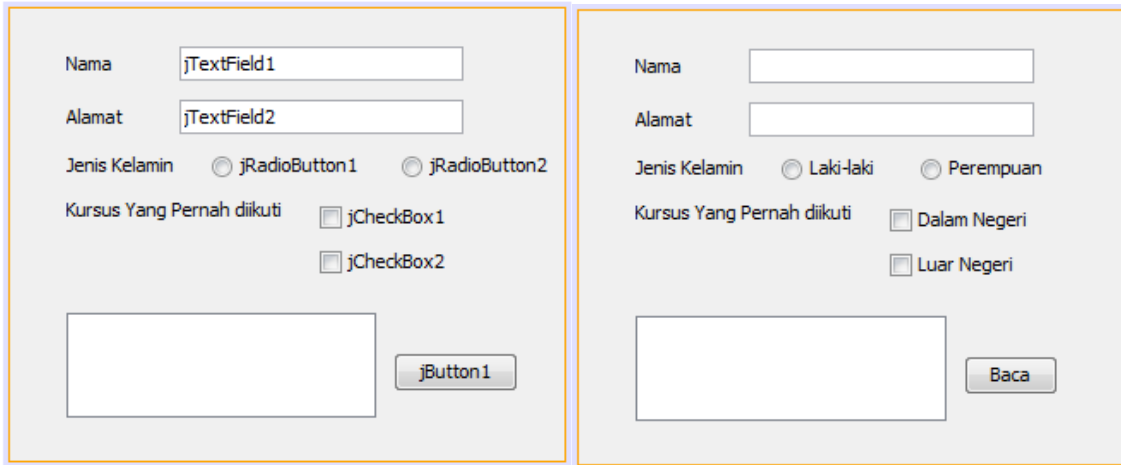 Nama jTextField1
Alamat jTextField2
Jenis Kelamin jRadioButton1 jRadioButton2
Kursus Yang Pernah diikuti jCheckBox1
jCheckBox2
jButton1
Nama
Alamat
Jenis Kelamin Laki-laki Perempuan
Kursus Yang Pernah diikuti Dalam Negeri
Luar Negeri
Baca